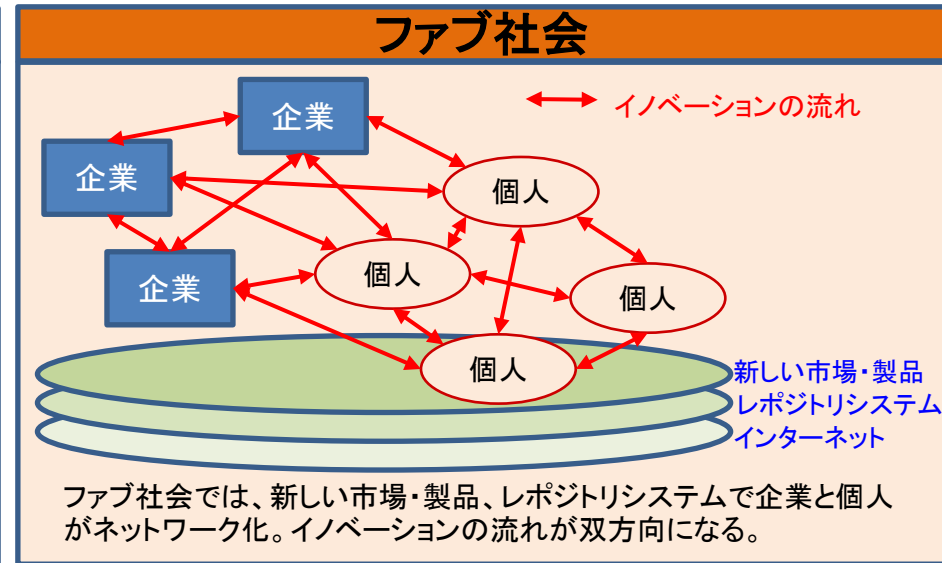 ファブ社会
イノベーションの流れ
企業
企業
個人
個人
企業
個人
個人
新しい市場・製品
レポジトリシステム
インターネット
ファブ社会では、新しい市場・製品、レポジトリシステムで企業と個人
がネットワーク化。イノベーションの流れが双方向になる。